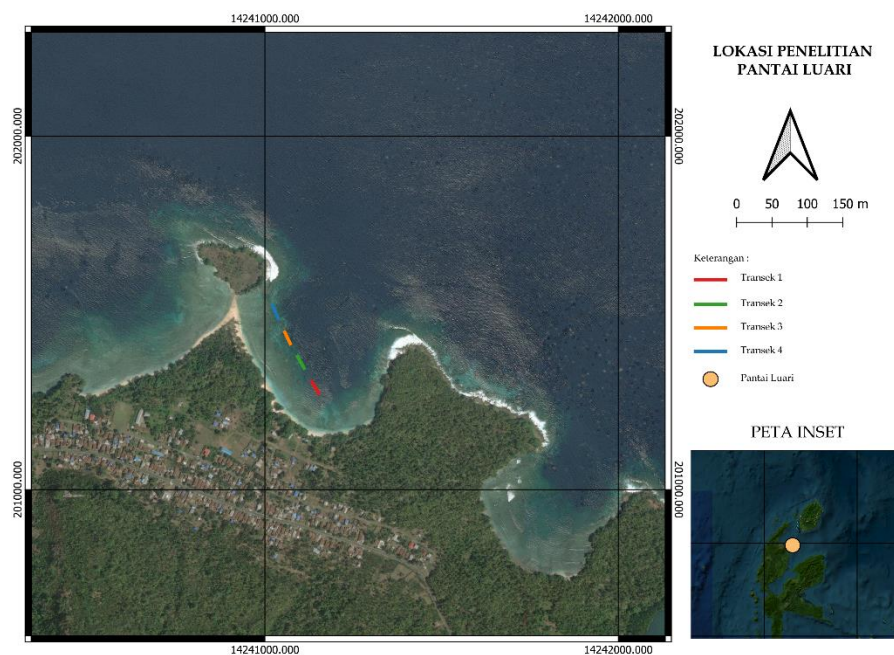 14241000.000 14242000.000
LOKASI PENELITIAN
PANTAI LUARI
202000.000 202000.000
0 50 100 150 m
Keterangan :
Transek 1
Transek 2
Transek 3
Transek 4
Pantai Luari
PETA INSET
201000.000 201000.000
14241000.000 14242000.000